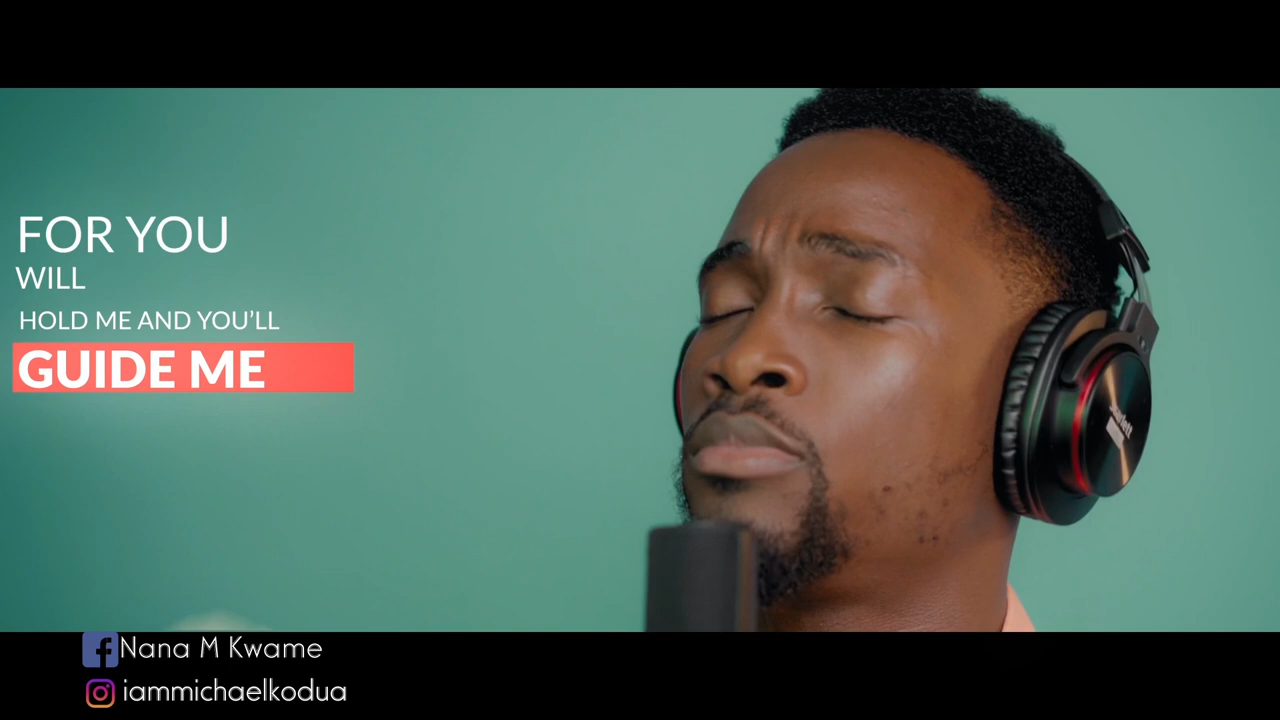 FOR YOU
WILL
HOLD ME AND YOU'LL
GUIDE ME
Nana M Kwame
iammichaelkodua